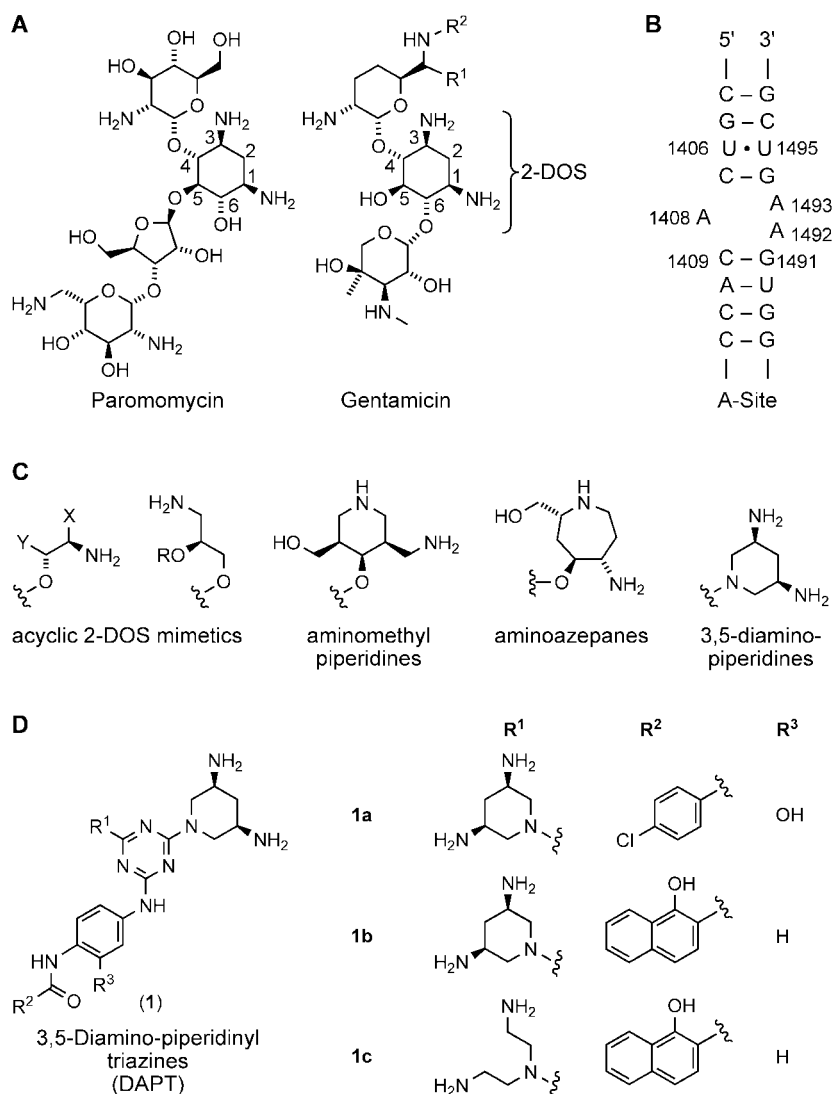 A
B
OH
HO
OH
HO
O
H₂N
O
NH₂
3
2
4
1
5
6
NH₂
O
OH
O
HO
OH
O
O
H₂N
HO
OH
NH₂
Paromomycin
HN
R²
R¹
O
H₂N
O
NH₂
3
2
4
1
5
6
HO
NH₂
O
2-DOS
O
HO
OH
HN
Gentamicin
5' 3'
C – G
G – C
1406 U • U 1495
C – G
A 1493
1408 A
A 1492
1409 C – G 1491
A – U
C – G
C – G
A-Site
C
X
Y
NH₂
O
H₂N
RO
O
acyclic 2-DOS mimetics
H
N
HO
NH₂
O
aminomethyl
piperidines
H
N
HO
O
NH₂
aminoazepanes
NH₂
N
NH₂
3,5-diamino-
piperidines
D
NH₂
R¹
N
N
N
N
NH₂
NH
HN
R³
R²
O
(1)
3,5-Diamino-piperidinyl
triazines
(DAPT)
R¹ R² R³
1a
NH₂
H₂N
N
Cl
OH
1b
NH₂
H₂N
N
OH
H
1c
NH₂
H₂N
N
OH
H